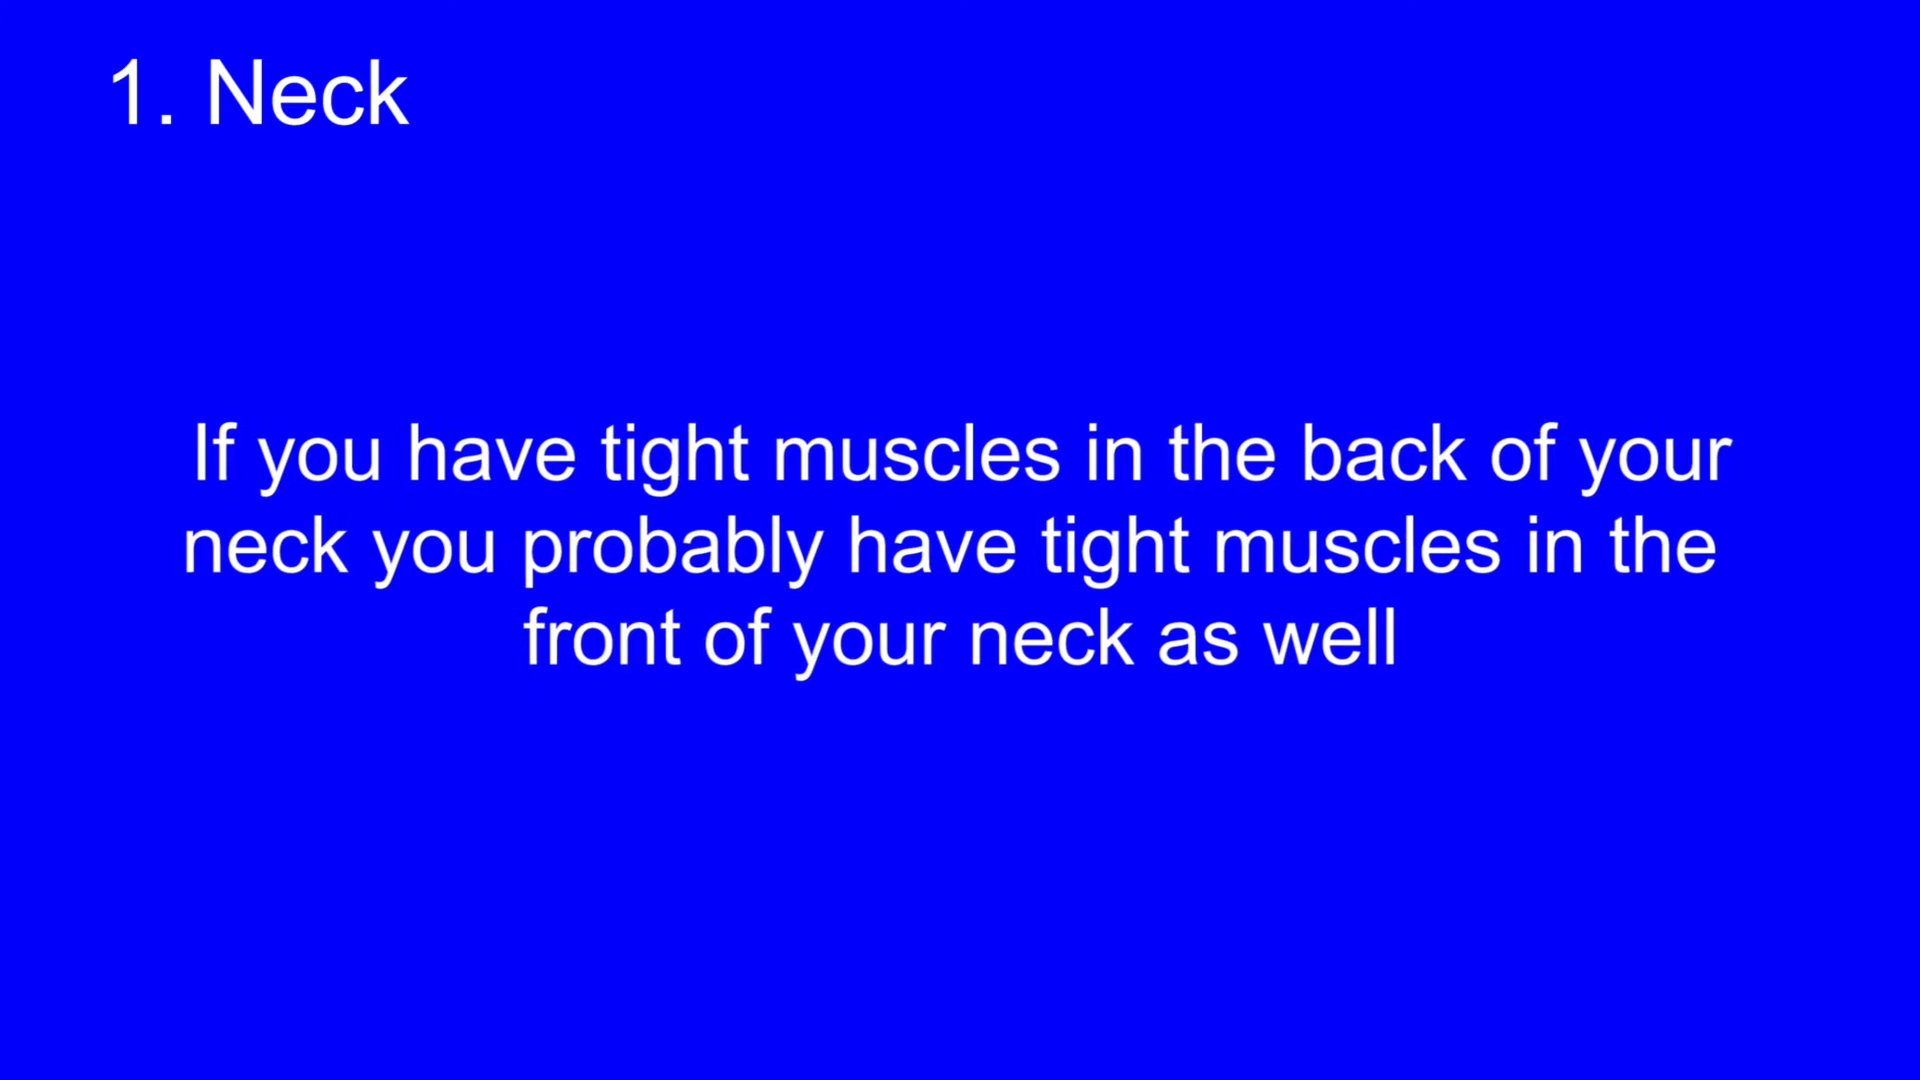 1. Neck
If you have tight muscles in the back of your
neck you probably have tight muscles in the
front of your neck as well